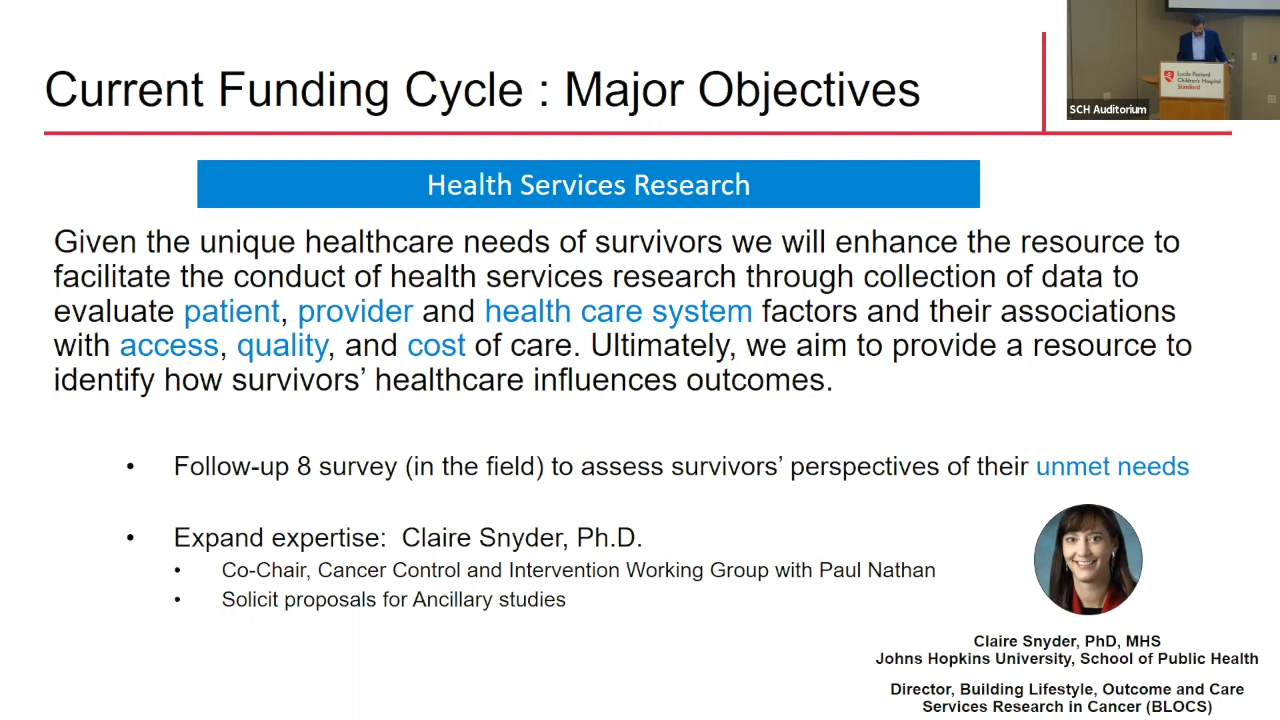 Current Funding Cycle : Major Objectives
Lucile Packard
Children's Hospital
Stanford
SCH Auditorium
Health Services Research
Given the unique healthcare needs of survivors we will enhance the resource to
facilitate the conduct of health services research through collection of data to
evaluate patient, provider and health care system factors and their associations
with access, quality, and cost of care. Ultimately, we aim to provide a resource to
identify how survivors’ healthcare influences outcomes.
• Follow-up 8 survey (in the field) to assess survivors’ perspectives of their unmet needs
• Expand expertise: Claire Snyder, Ph.D.
• Co-Chair, Cancer Control and Intervention Working Group with Paul Nathan
• Solicit proposals for Ancillary studies
Claire Snyder, PhD, MHS
Johns Hopkins University, School of Public Health
Director, Building Lifestyle, Outcome and Care
Services Research in Cancer (BLOCS)